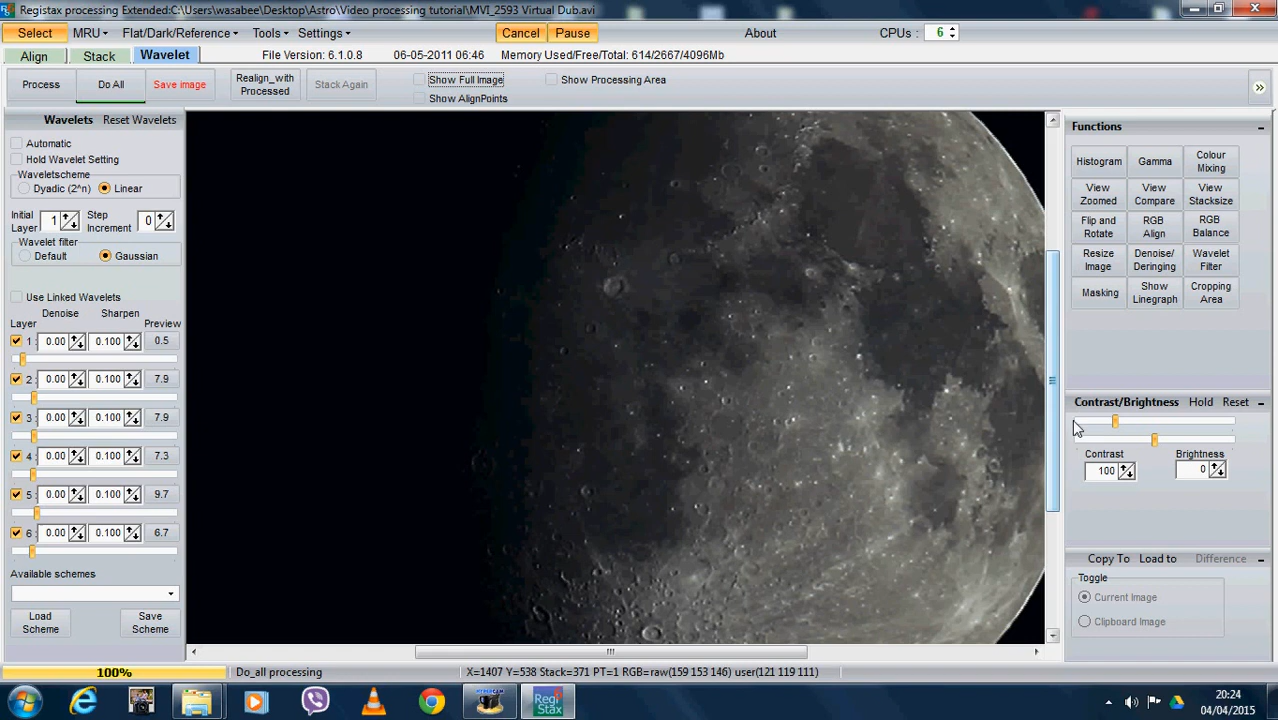 Registax processing Extended:C:\Users\wasabee\Desktop\Astro\Video processing tutorial\MVI_2593 Virtual Dub.avi
Select MRU Flat/Dark/Reference Tools Settings Cancel Pause About CPUs: 6
Align Stack Wavelet File Version: 6.1.0.8 06-05-2011 06:46 Memory Used/Free/Total: 614/2667/4096Mb
Process Do All Save image Realign_with Processed Stack Again Show Full Image Show Processing Area
Show AlignPoints
Wavelets Reset Wavelets
Automatic
Hold Wavelet Setting
Waveletscheme
Dyadic (2^n) Linear
Initial Layer 1 Step Increment 0
Wavelet filter
Default Gaussian
Use Linked Wavelets
Denoise Sharpen
Layer Preview
1 : 0.00 0.100 0.5
2 : 0.00 0.100 7.9
3 : 0.00 0.100 7.9
4 : 0.00 0.100 7.3
5 : 0.00 0.100 9.7
6 : 0.00 0.100 6.7
Available schemes
Load Scheme Save Scheme
Functions
Histogram Gamma Colour Mixing
View Zoomed View Compare View Stacksize
Flip and Rotate RGB Align RGB Balance
Resize Image Denoise/ Deringing Wavelet Filter
Masking Show Linegraph Cropping Area
Contrast/Brightness Hold Reset
Contrast Brightness
100 0
Copy To Load to Difference
Toggle
Current Image
Clipboard Image
100% Do_all processing X=1407 Y=538 Stack=371 PT=1 RGB=raw(159 153 146) user(121 119 111)
HYPERCAM
Regi Stax
20:24
04/04/2015